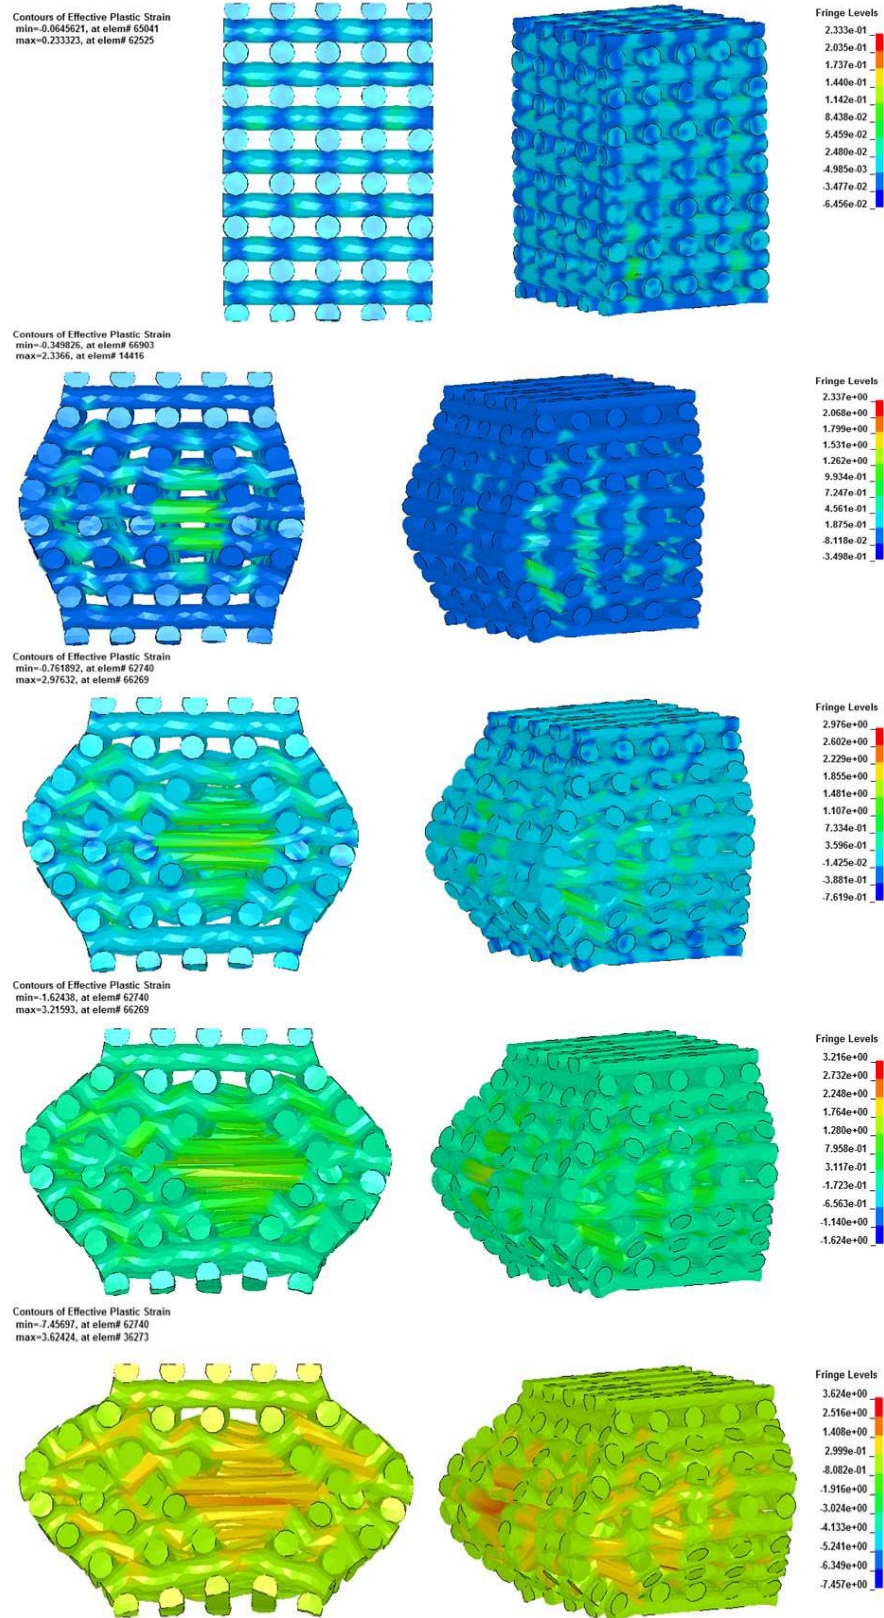 Contours of Effective Plastic Strain
min=-0.0645621, at elem# 65041
max=0.233323, at elem# 62525
Fringe Levels
2.333e-01
2.035e-01
1.737e-01
1.440e-01
1.142e-01
8.438e-02
5.459e-02
2.480e-02
-4.985e-03
-3.477e-02
-6.456e-02
Contours of Effective Plastic Strain
min=-0.349826, at elem# 66903
max=2.3366, at elem# 14416
Fringe Levels
2.337e+00
2.068e+00
1.799e+00
1.531e+00
1.262e+00
9.934e-01
7.247e-01
4.561e-01
1.875e-01
-8.118e-02
-3.498e-01
Contours of Effective Plastic Strain
min=-0.761892, at elem# 62740
max=2.97632, at elem# 66269
Fringe Levels
2.976e+00
2.602e+00
2.229e+00
1.855e+00
1.481e+00
1.107e+00
7.334e-01
3.596e-01
-1.425e-02
-3.881e-01
-7.619e-01
Contours of Effective Plastic Strain
min=-1.62438, at elem# 62740
max=3.21593, at elem# 66269
Fringe Levels
3.216e+00
2.732e+00
2.248e+00
1.764e+00
1.280e+00
7.958e-01
3.117e-01
-1.723e-01
-6.563e-01
-1.140e+00
-1.624e+00
Contours of Effective Plastic Strain
min=-7.45697, at elem# 62740
max=3.62424, at elem# 36273
Fringe Levels
3.624e+00
2.516e+00
1.408e+00
2.999e-01
-8.082e-01
-1.916e+00
-3.024e+00
-4.133e+00
-5.241e+00
-6.349e+00
-7.457e+00